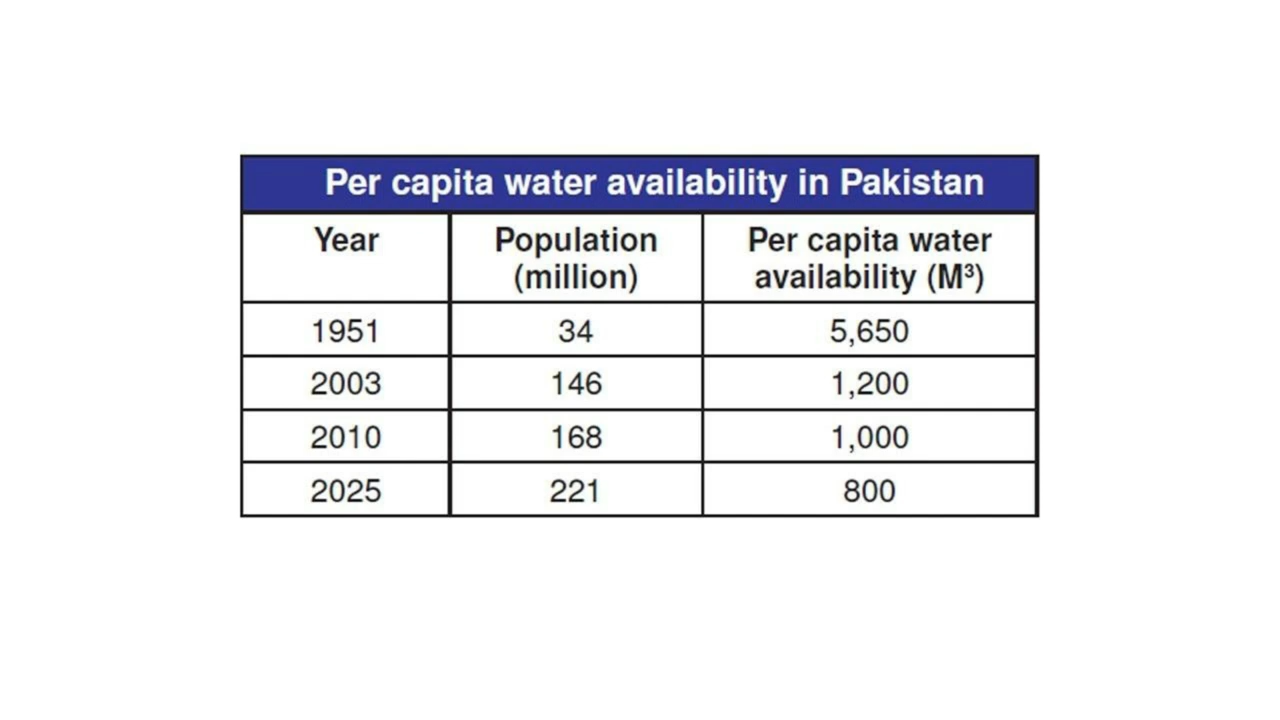 Per capita water availability in Pakistan
Year Population Per capita water
(million) availability (M³)
1951 34 5,650
2003 146 1,200
2010 168 1,000
2025 221 800